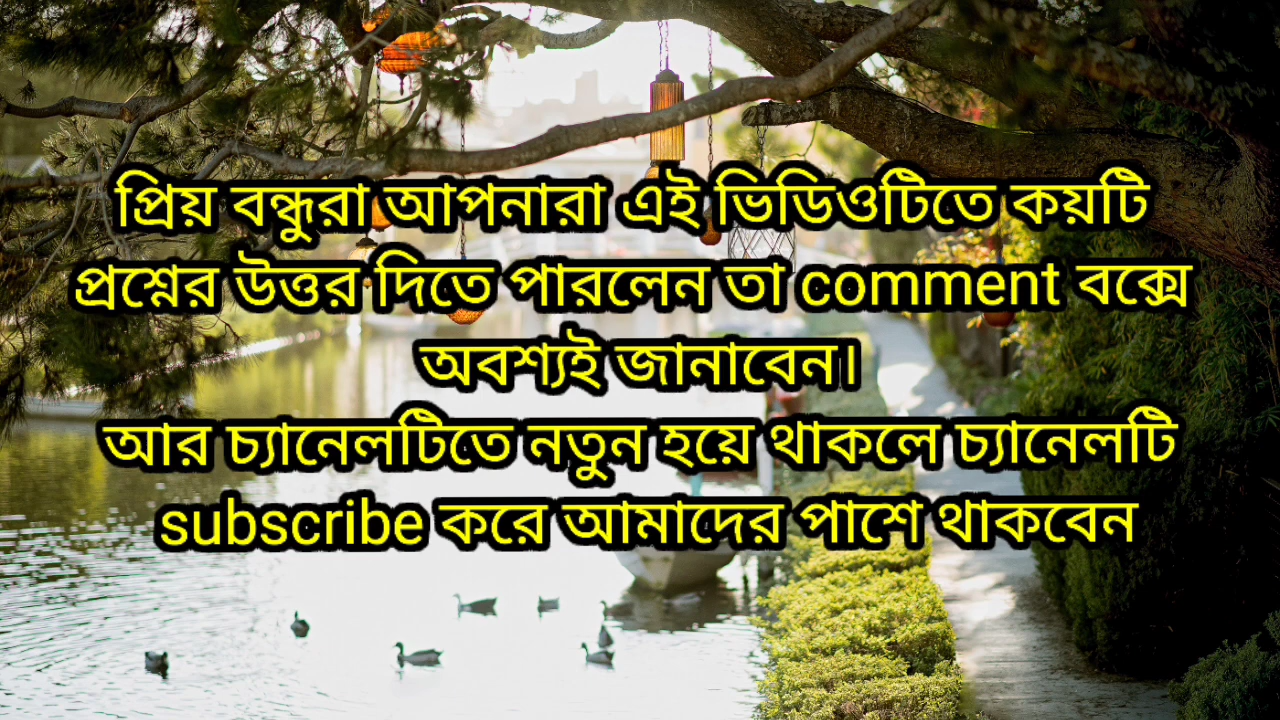 প্রিয় বন্ধুরা আপনারা এই ভিডিওটিতে কয়টি
প্রশ্নের উত্তর দিতে পারলেন তা comment বক্সে
অবশ্যই জানাবেন।
আর চ্যানেলটিতে নতুন হয়ে থাকলে চ্যানেলটি
subscribe করে আমাদের পাশে থাকবেন